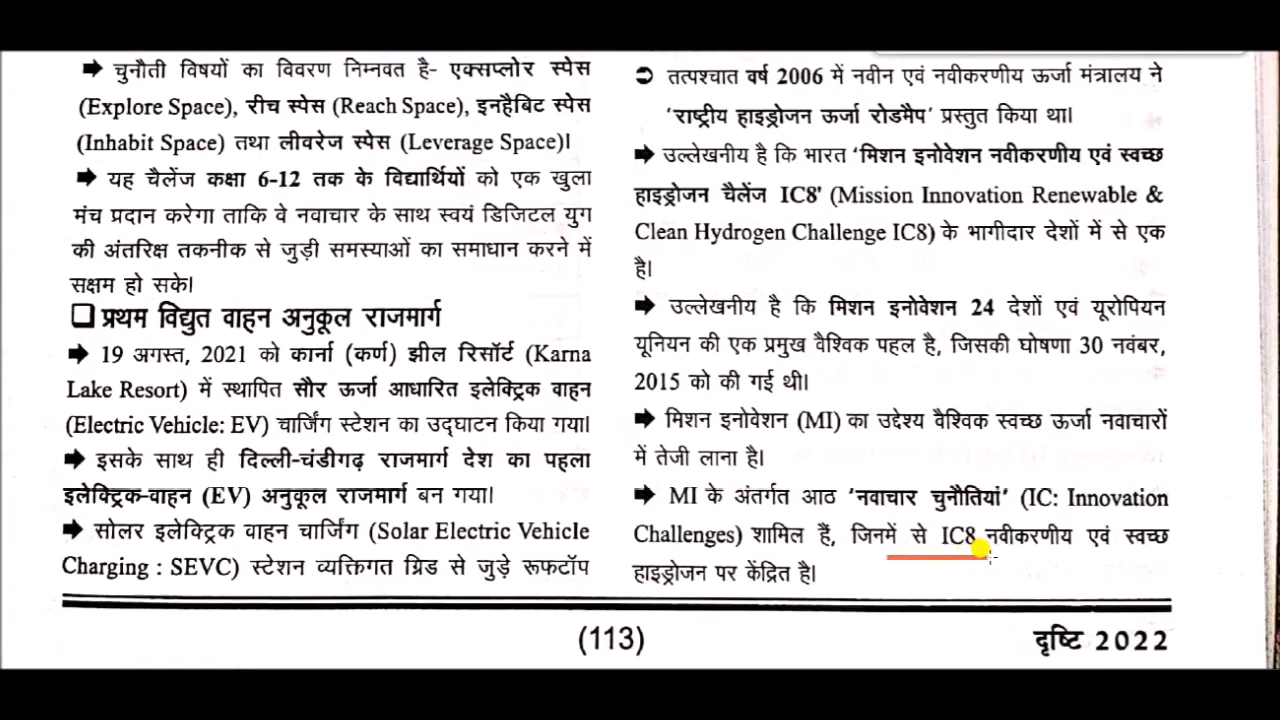 ➡ चुनौती विषयों का विवरण निम्नवत है- एक्सप्लोर स्पेस
(Explore Space), रीच स्पेस (Reach Space), इनहैबिट स्पेस
(Inhabit Space) तथा लीवरेज स्पेस (Leverage Space)।
➡ यह चैलेंज कक्षा 6-12 तक के विद्यार्थियों को एक खुला
मंच प्रदान करेगा ताकि वे नवाचार के साथ स्वयं डिजिटल युग
की अंतरिक्ष तकनीक से जुड़ी समस्याओं का समाधान करने में
सक्षम हो सके।
❑ प्रथम विद्युत वाहन अनुकूल राजमार्ग
➡ 19 अगस्त, 2021 को कार्ना (कर्ण) झील रिसॉर्ट (Karna
Lake Resort) में स्थापित सौर ऊर्जा आधारित इलेक्ट्रिक वाहन
(Electric Vehicle: EV) चार्जिंग स्टेशन का उद्घाटन किया गया।
➡ इसके साथ ही दिल्ली-चंडीगढ़ राजमार्ग देश का पहला
इलेक्ट्रिक-वाहन (EV) अनुकूल राजमार्ग बन गया।
➡ सोलर इलेक्ट्रिक वाहन चार्जिंग (Solar Electric Vehicle
Charging : SEVC) स्टेशन व्यक्तिगत ग्रिड से जुड़े रूफटॉप
➲ तत्पश्चात वर्ष 2006 में नवीन एवं नवीकरणीय ऊर्जा मंत्रालय ने
'राष्ट्रीय हाइड्रोजन ऊर्जा रोडमैप' प्रस्तुत किया था।
➡ उल्लेखनीय है कि भारत 'मिशन इनोवेशन नवीकरणीय एवं स्वच्छ
हाइड्रोजन चैलेंज IC8' (Mission Innovation Renewable &
Clean Hydrogen Challenge IC8) के भागीदार देशों में से एक
है।
➡ उल्लेखनीय है कि मिशन इनोवेशन 24 देशों एवं यूरोपियन
यूनियन की एक प्रमुख वैश्विक पहल है, जिसकी घोषणा 30 नवंबर,
2015 को की गई थी।
➡ मिशन इनोवेशन (MI) का उद्देश्य वैश्विक स्वच्छ ऊर्जा नवाचारों
में तेजी लाना है।
➡ MI के अंतर्गत आठ 'नवाचार चुनौतियां' (IC: Innovation
Challenges) शामिल हैं, जिनमें से IC8 नवीकरणीय एवं स्वच्छ
हाइड्रोजन पर केंद्रित है।
(113)
दृष्टि 2022